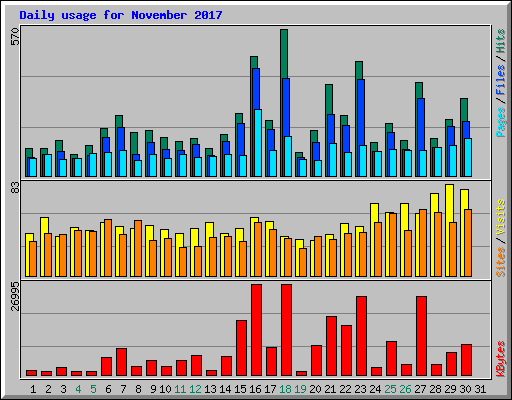 Daily usage for November 2017
570
Pages / Files / Hits
83
Sites / Visits
26995
KBytes
1 2 3 4 5 6 7 8 9 10 11 12 13 14 15 16 17 18 19 20 21 22 23 24 25 26 27 28 29 30 31